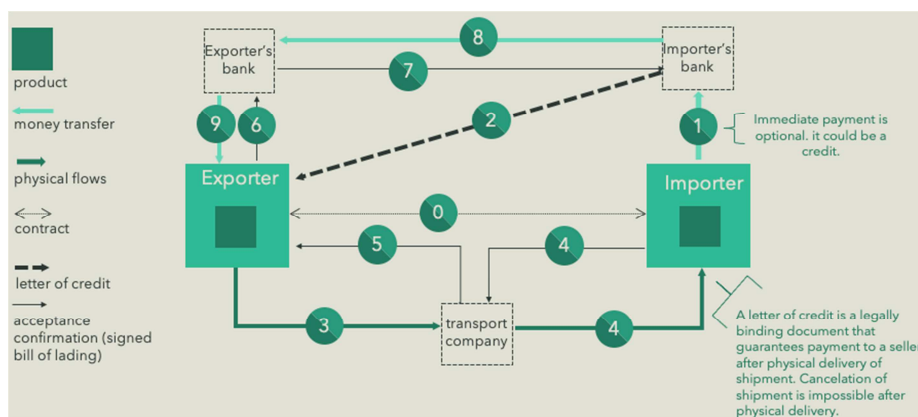 product
money transfer
physical flows
contract
letter of credit
acceptance
confirmation (signed
bill of lading)
Exporter's
bank
8
Importer's
bank
7
9
6
2
1
Immediate payment is
optional. it could be a
credit.
Exporter
Importer
0
5
4
3
transport
company
4
A letter of credit is a legally
binding document that
guarantees payment to a selle
after physical delivery of
shipment. Cancelation of
shipment is impossible after
physical delivery.